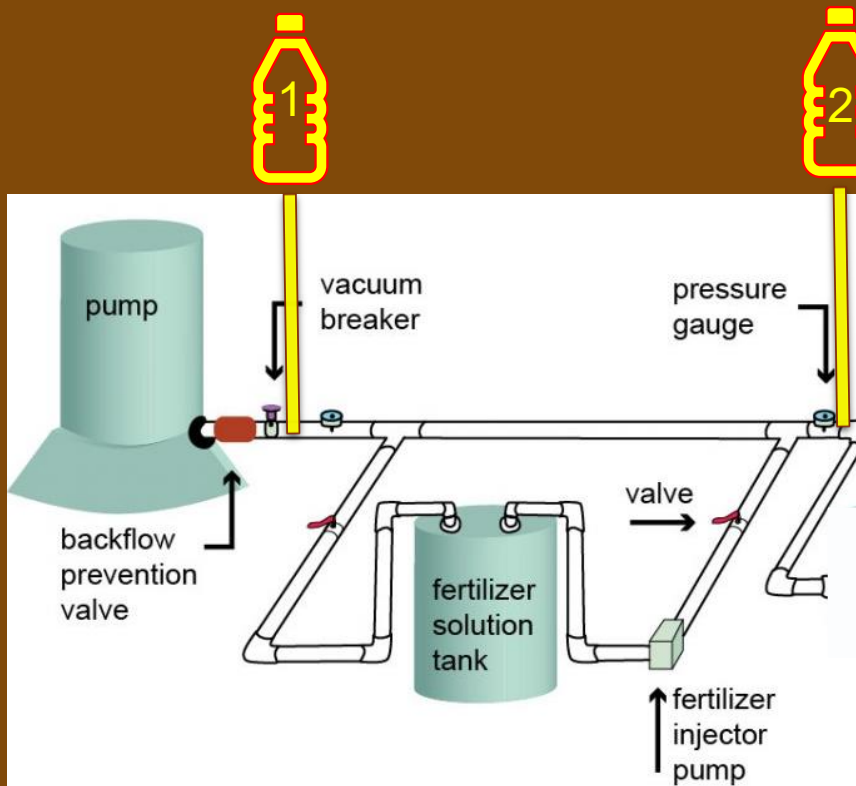 1
2
pump
vacuum
breaker
pressure
gauge
backflow
prevention
valve
fertilizer
solution
tank
valve
fertilizer
injector
pump